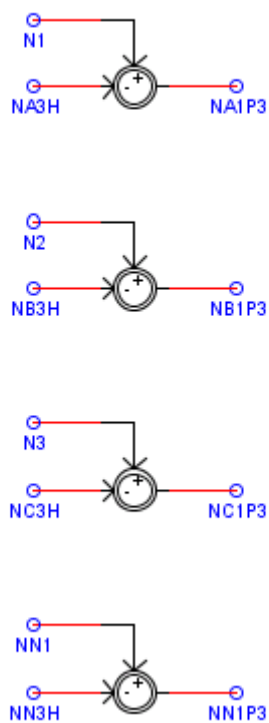 N1
+
-
NA3H NA1P3
N2
+
-
NB3H NB1P3
N3
+
-
NC3H NC1P3
NN1
+
-
NN3H NN1P3